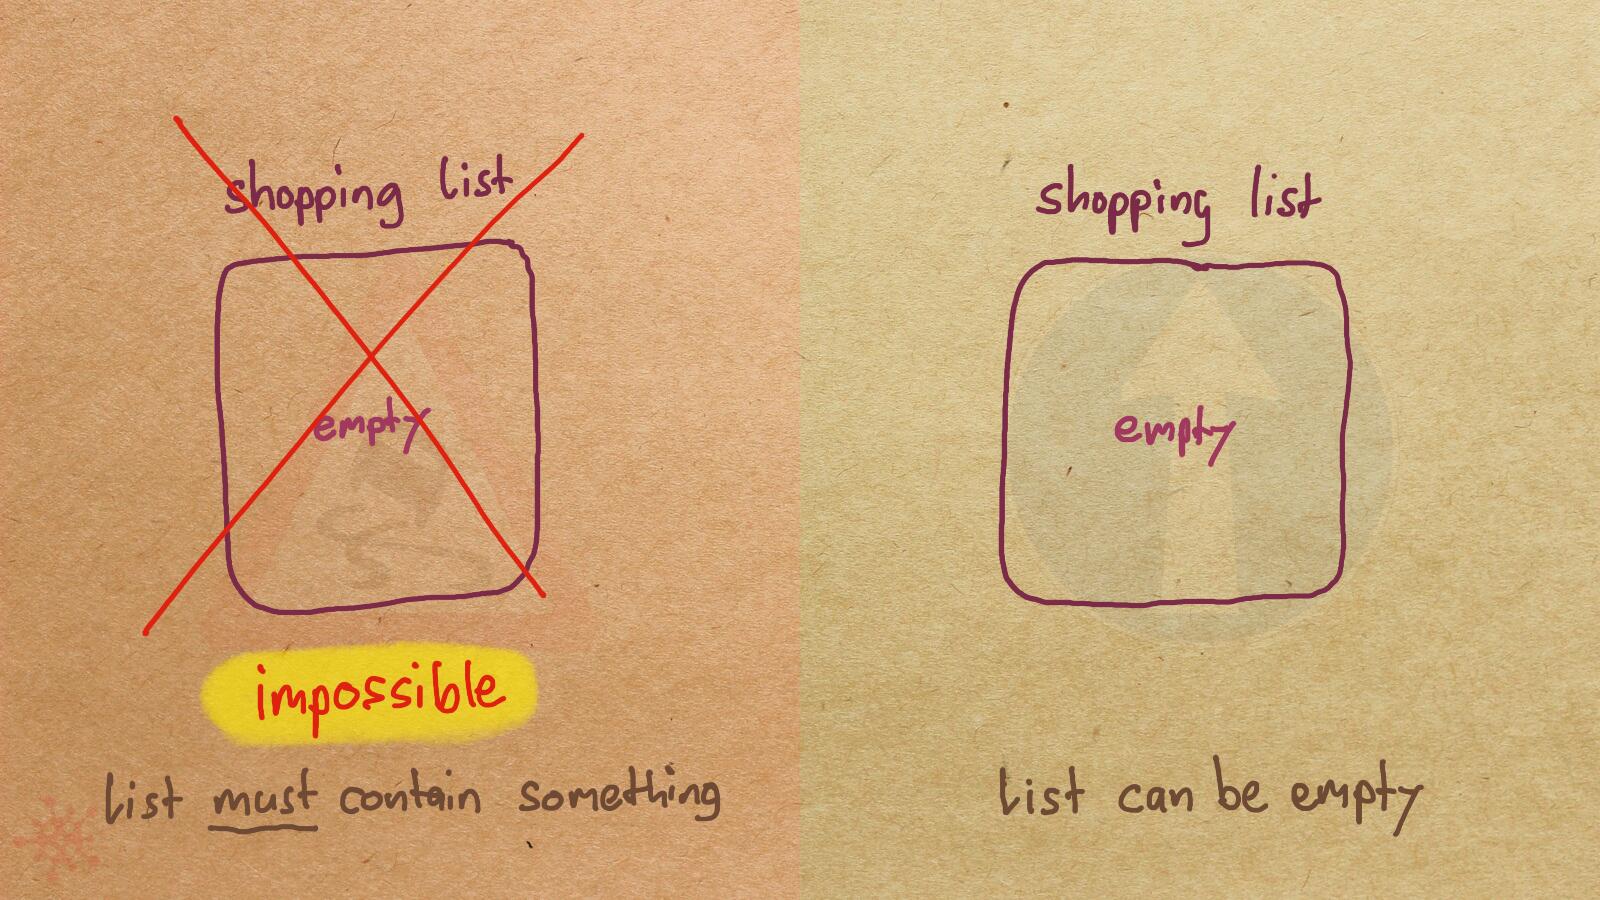 shopping list
empty
impossible
list must contain something
shopping list
empty
list can be empty